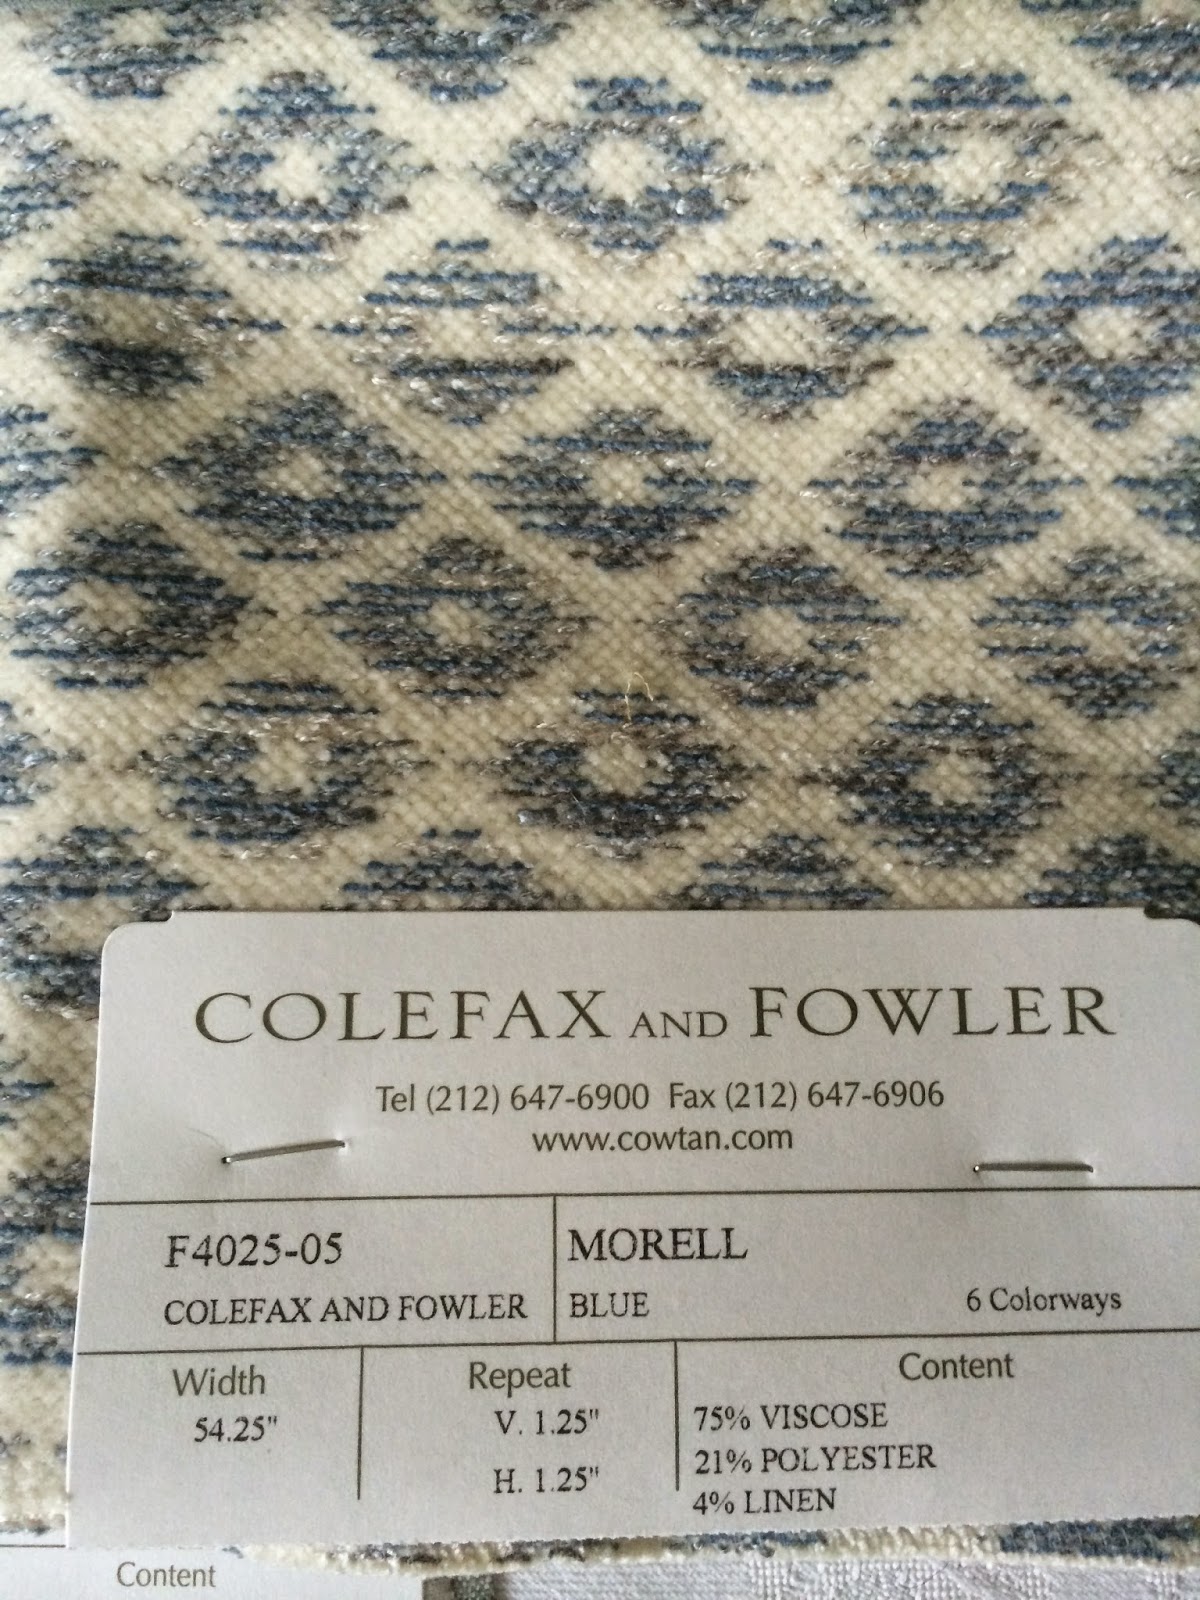 COLEFAX AND FOWLER
Tel (212) 647-6900 Fax (212) 647-6906
www.cowtan.com
F4025-05
COLEFAX AND FOWLER
MORELL
BLUE 6 Colorways
Width
54.25"
Repeat
V. 1.25"
H. 1.25"
Content
75% VISCOSE
21% POLYESTER
4% LINEN
Content